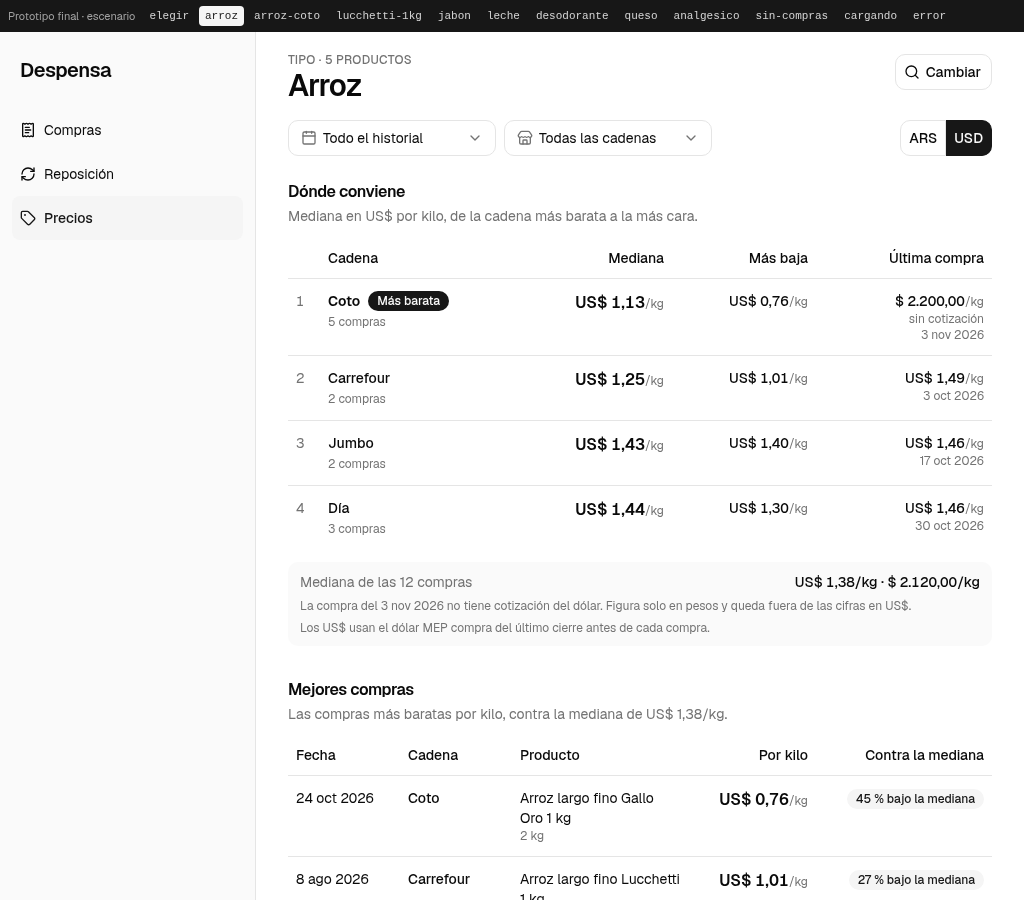 Prototipo final · escenario elegir arroz arroz-coto lucchetti-1kg jabon leche desodorante queso analgesico sin-compras cargando error
Despensa
Compras
Reposición
Precios
TIPO · 5 PRODUCTOS
Arroz
Cambiar
Todo el historial
Todas las cadenas
ARS USD
Dónde conviene
Mediana en US$ por kilo, de la cadena más barata a la más cara.
Cadena Mediana Más baja Última compra
1 Coto Más barata US$ 1,13/kg US$ 0,76/kg $ 2.200,00/kg
5 compras sin cotización
3 nov 2026
2 Carrefour US$ 1,25/kg US$ 1,01/kg US$ 1,49/kg
2 compras 3 oct 2026
3 Jumbo US$ 1,43/kg US$ 1,40/kg US$ 1,46/kg
2 compras 17 oct 2026
4 Día US$ 1,44/kg US$ 1,30/kg US$ 1,46/kg
3 compras 30 oct 2026
Mediana de las 12 compras US$ 1,38/kg · $ 2.120,00/kg
La compra del 3 nov 2026 no tiene cotización del dólar. Figura solo en pesos y queda fuera de las cifras en US$.
Los US$ usan el dólar MEP compra del último cierre antes de cada compra.
Mejores compras
Las compras más baratas por kilo, contra la mediana de US$ 1,38/kg.
Fecha Cadena Producto Por kilo Contra la mediana
24 oct 2026 Coto Arroz largo fino Gallo US$ 0,76/kg 45 % bajo la mediana
Oro 1 kg
2 kg
8 ago 2026 Carrefour Arroz largo fino Lucchetti US$ 1,01/kg 27 % bajo la mediana
1 kg